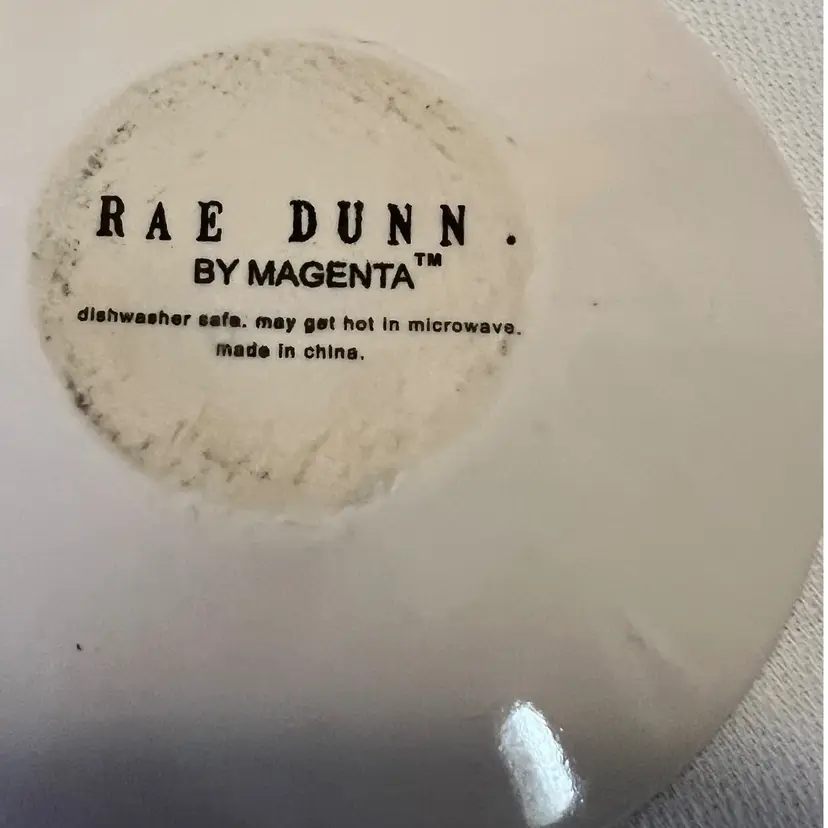 RAE DUNN.
BY MAGENTA™
dishwasher safe. may get hot in microwave.
made in china.